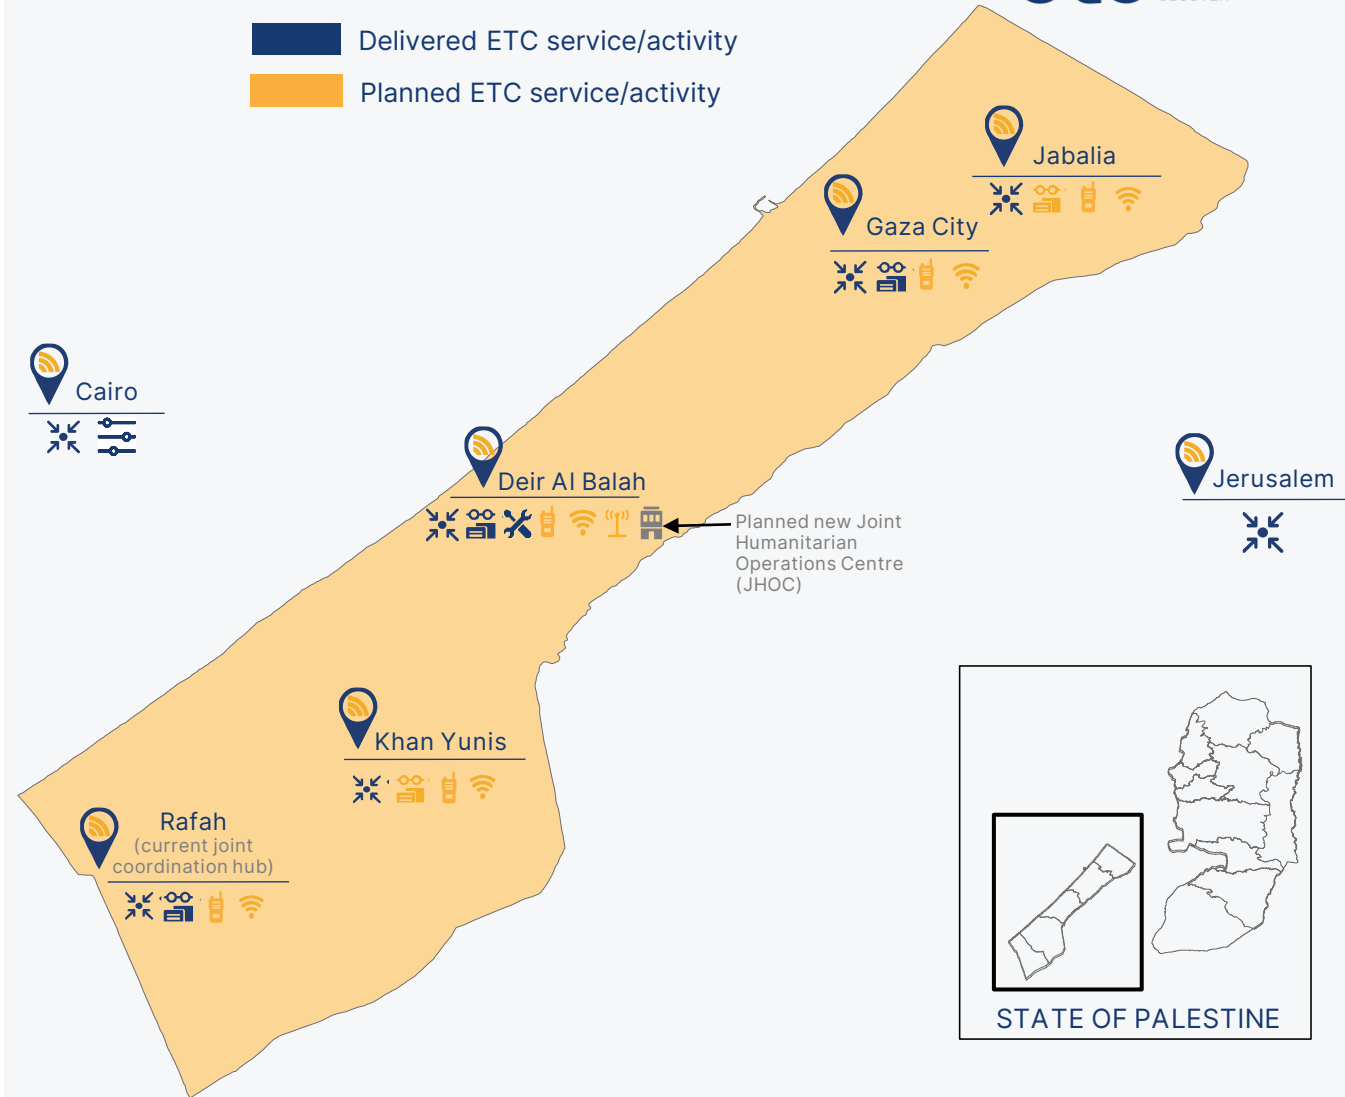 Delivered ETC service/activity
Planned ETC service/activity
Jabalia
Gaza City
Cairo
Deir Al Balah
Jerusalem
Planned new Joint
Humanitarian
Operations Centre
(JHOC)
Khan Yunis
Rafah
(current joint
coordination hub)
STATE OF PALESTINE